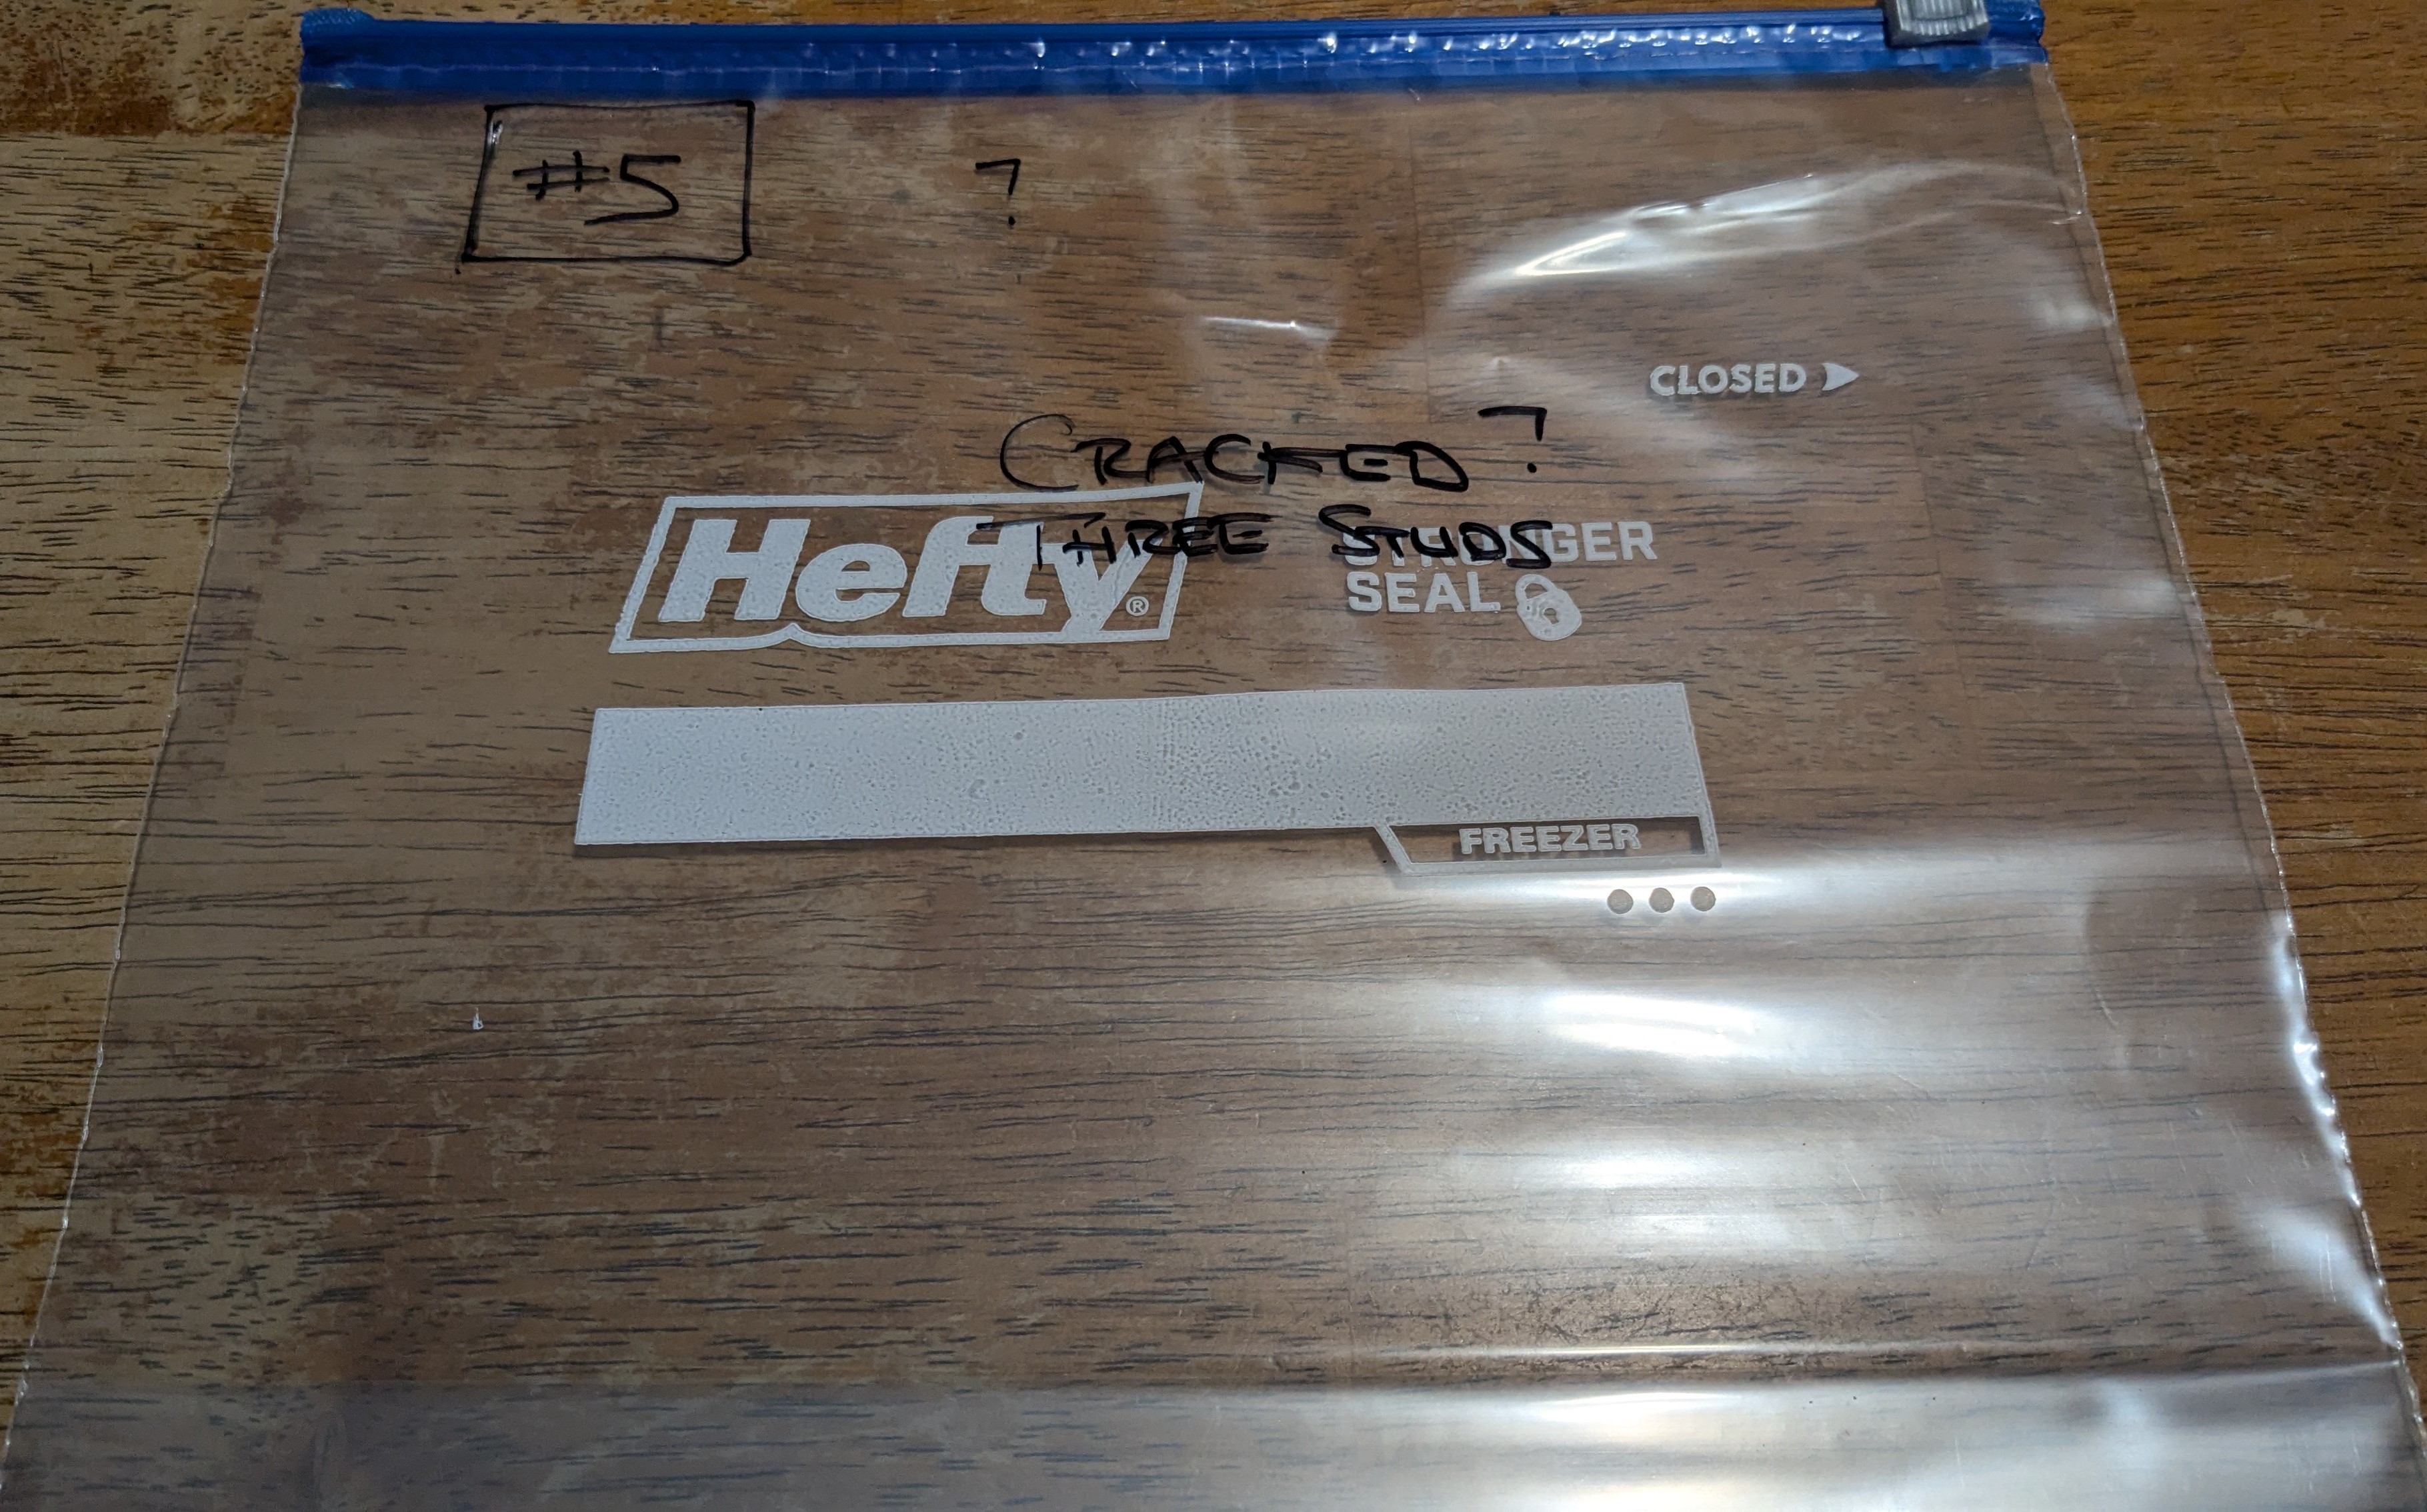 #5 ?
CLOSED
CRACKED?
THREE STUDS
Hefty®
STRONGER
SEAL
FREEZER